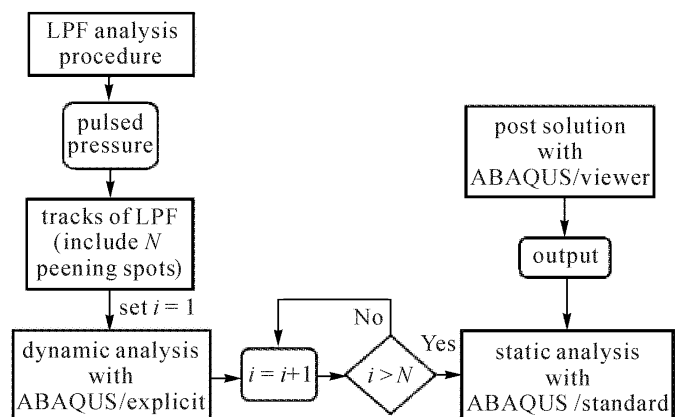 LPF analysis
procedure
pulsed
pressure
tracks of LPF
(include N
peening spots)
set i = 1
dynamic analysis
with
ABAQUS/explicit
i = i+1
No
i > N
Yes
post solution
with
ABAQUS/viewer
output
static analysis
with
ABAQUS /standard